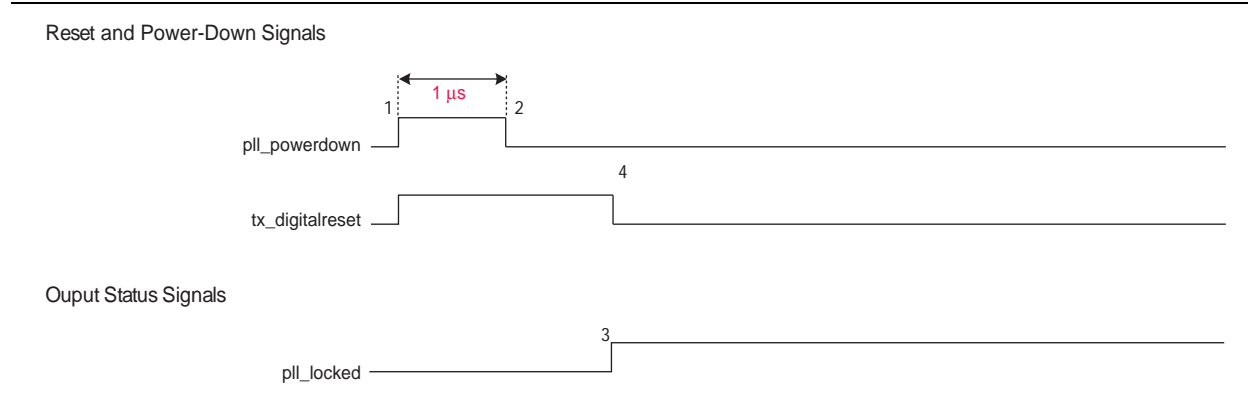 Reset and Power-Down Signals
1 μs
1
2
pll_powerdown
4
tx_digitalreset
Ouput Status Signals
3
pll_locked